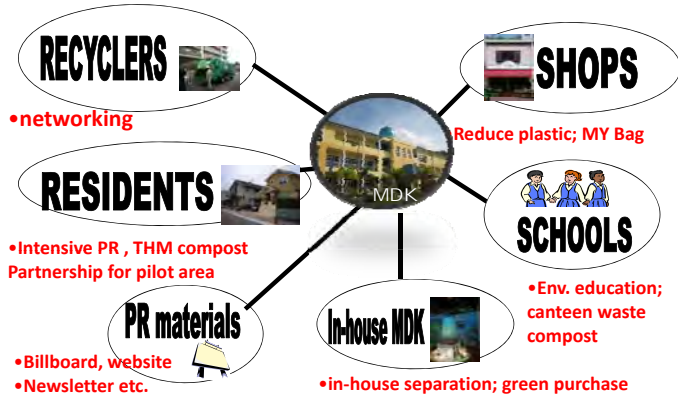 RECYCLERS
•networking
SHOPS
Reduce plastic; MY Bag
MDK
RESIDENTS
•Intensive PR , THM compost
Partnership for pilot area
SCHOOLS
•Env. education;
canteen waste
compost
PR materials
•Billboard, website
•Newsletter etc.
In-house MDK
•in-house separation; green purchase